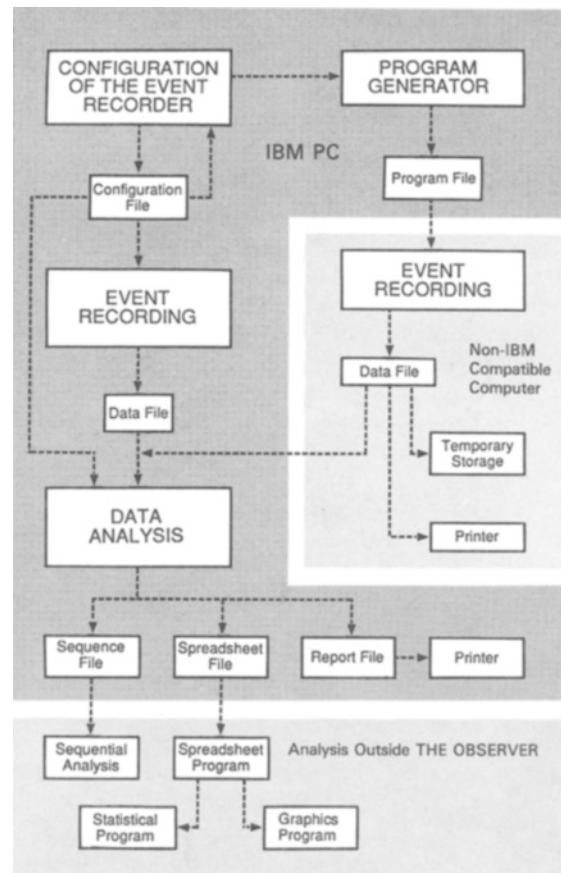 CONFIGURATION
OF THE EVENT
RECORDER
PROGRAM
GENERATOR
IBM PC
Configuration
File
Program File
EVENT
RECORDING
EVENT
RECORDING
Non-IBM
Compatible
Computer
Data File
Data File
Temporary
Storage
DATA
ANALYSIS
Printer
Sequence
File
Spreadsheet
File
Report File
Printer
Sequential
Analysis
Spreadsheet
Program
Analysis Outside THE OBSERVER
Statistical
Program
Graphics
Program